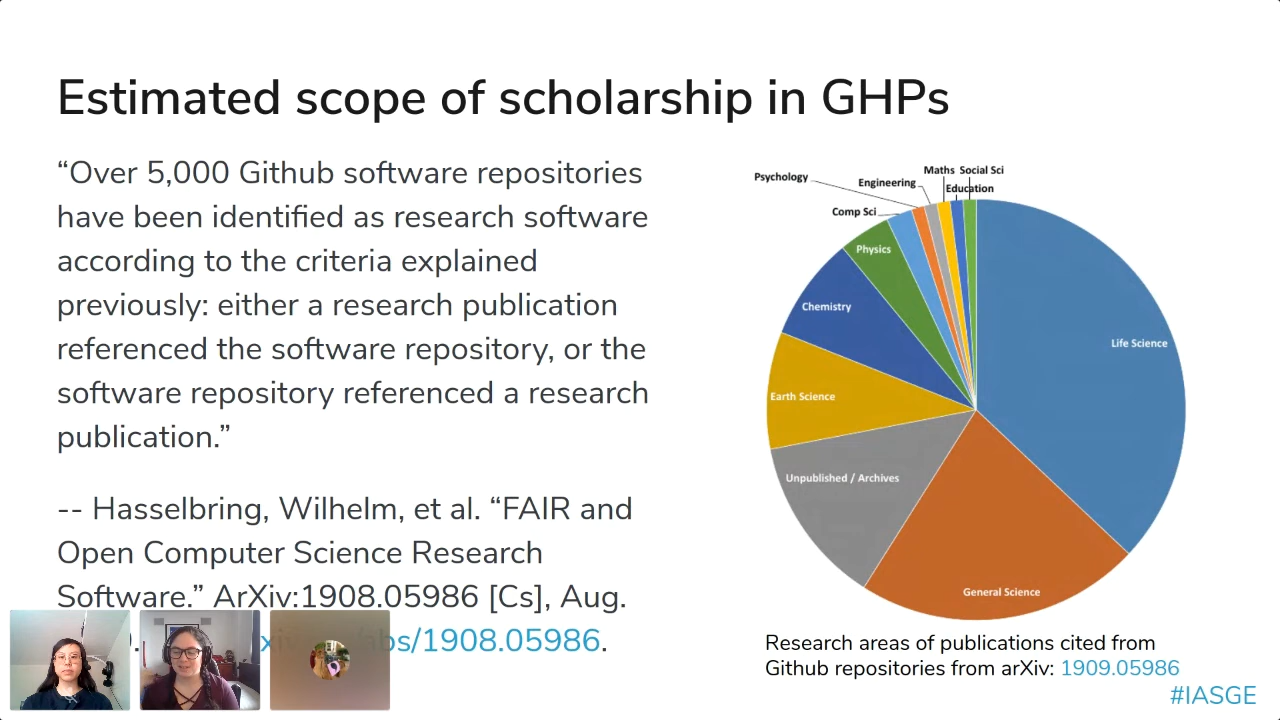 Estimated scope of scholarship in GHPs
“Over 5,000 Github software repositories
have been identified as research software
according to the criteria explained
previously: either a research publication
referenced the software repository, or the
software repository referenced a research
publication.”
-- Hasselbring, Wilhelm, et al. “FAIR and
Open Computer Science Research
Software.” ArXiv:1908.05986 [Cs], Aug.
abs/1908.05986.
Maths Social Sci
Psychology
Engineering
Education
Comp Sci
Physics
Chemistry
Life Science
Earth Science
Unpublished / Archives
General Science
Research areas of publications cited from
Github repositories from arXiv: 1909.05986
#IASGE